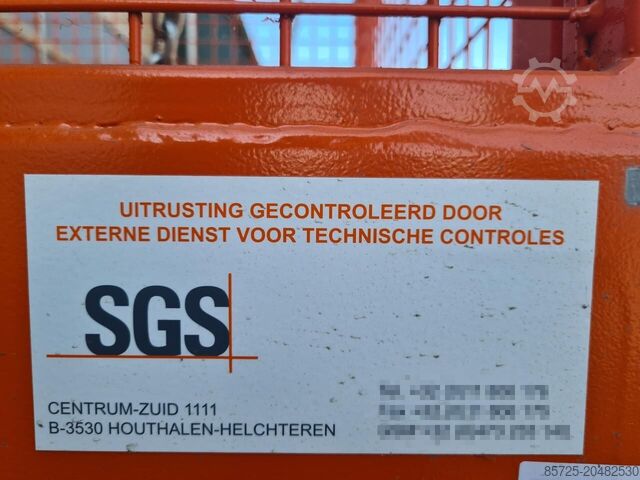 UITRUSTING GECONTROLEERD DOOR
EXTERNE DIENST VOOR TECHNISCHE CONTROLES
SGS
CENTRUM-ZUID 1111
B-3530 HOUTHALEN-HELCHTEREN
85725-20482530